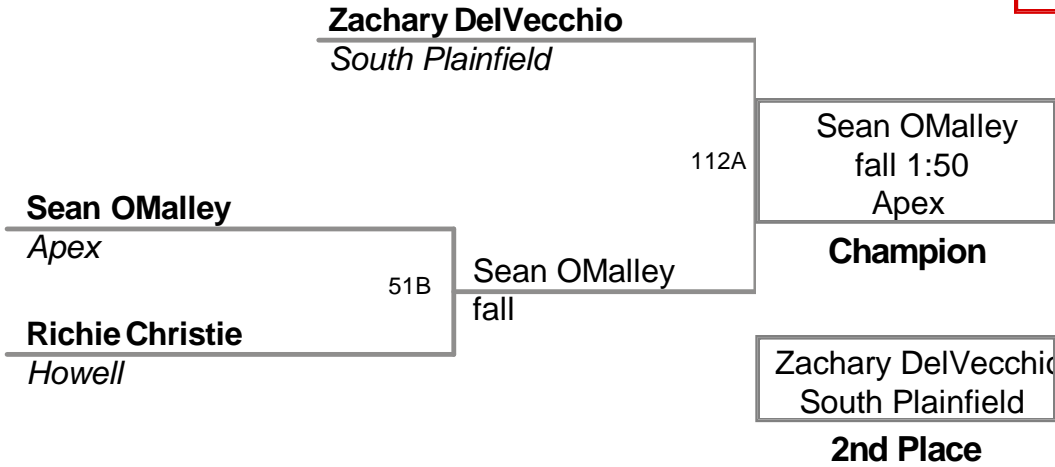 Zachary DelVecchio
South Plainfield
112A
Sean OMalley
fall 1:50
Apex
Champion
Sean OMalley
Apex
51B
Sean OMalley
fall
Richie Christie
Howell
Zachary DelVecchio
South Plainfield
2nd Place